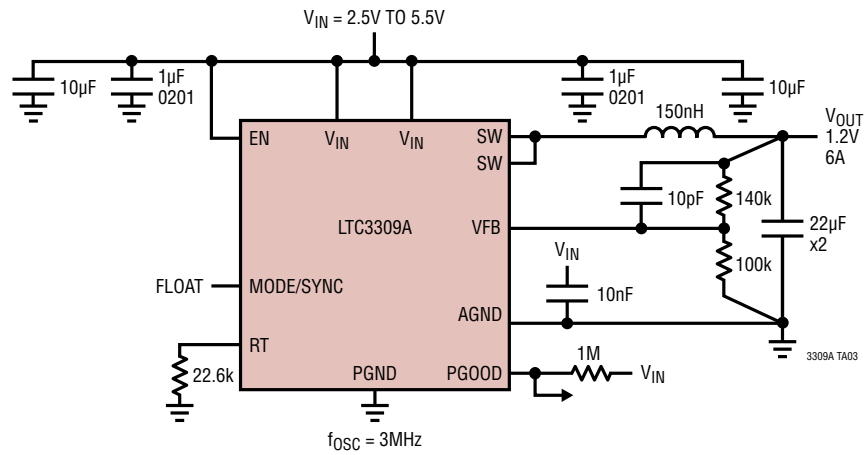 V_IN = 2.5V TO 5.5V
10µF
1µF
0201
1µF
0201
10µF
150nH
V_OUT
1.2V
6A
EN
V_IN
V_IN
SW
SW
10pF
140k
LTC3309A
VFB
22µF
x2
100k
V_IN
10nF
FLOAT
MODE/SYNC
AGND
RT
22.6k
PGND
PGOOD
1M
V_IN
3309A TA03
f_OSC = 3MHz